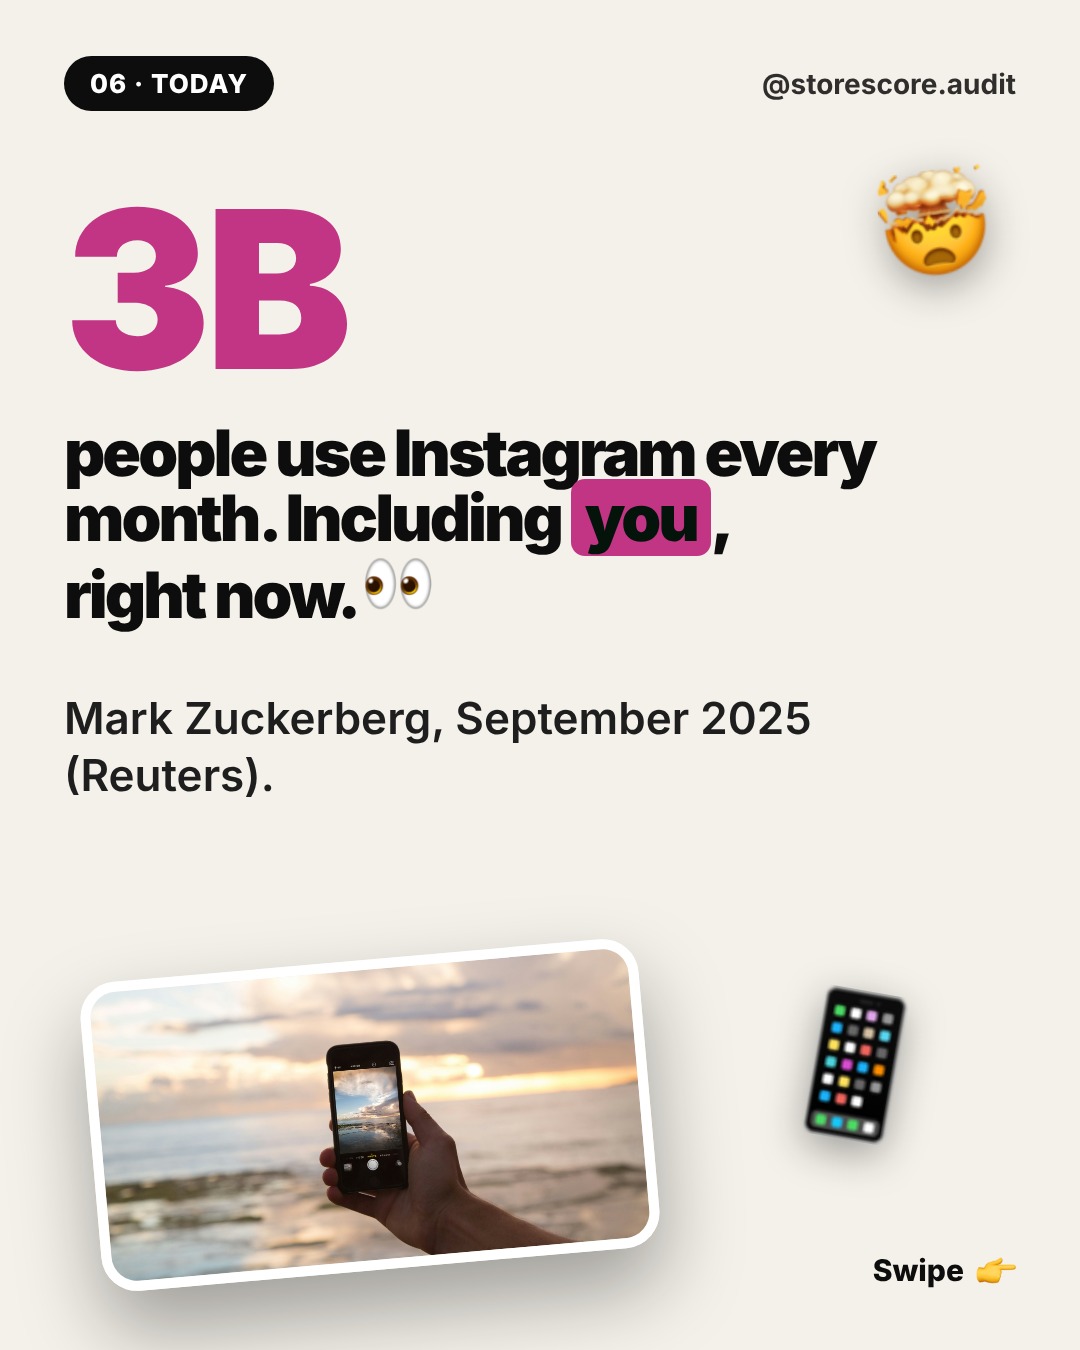 06 · TODAY
@storescore.audit
3B
people use Instagram every
month. Including you,
right now.👀
Mark Zuckerberg, September 2025
(Reuters).
Swipe 👉